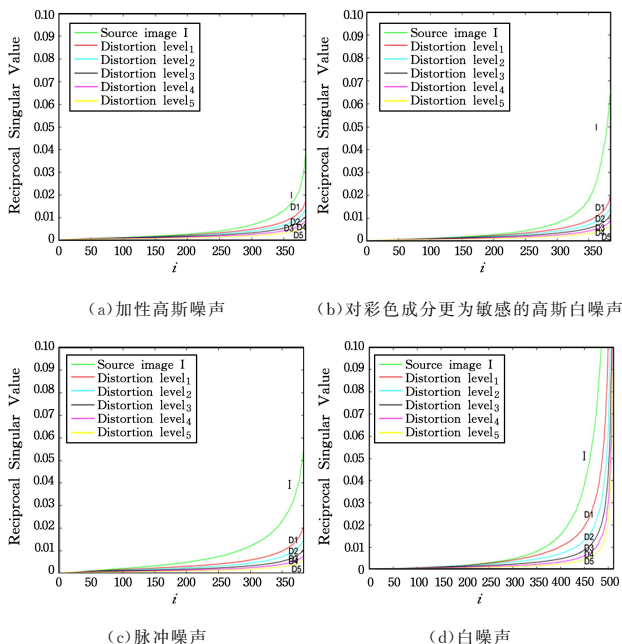 0.10
0.09
0.08
0.07
0.06
0.05
0.04
0.03
0.02
0.01
0
Reciprocal Singular Value
Source image I
Distortion level1
Distortion level2
Distortion level3
Distortion level4
Distortion level5
I
D1
D2
D3 D4
D5
0 50 100 150 200 250 300 350
i
(a)加性高斯噪声
0.10
0.09
0.08
0.07
0.06
0.05
0.04
0.03
0.02
0.01
0
Reciprocal Singular Value
Source image I
Distortion level1
Distortion level2
Distortion level3
Distortion level4
Distortion level5
I
D1
D2
D3
D4
D5
0 50 100 150 200 250 300 350
i
(b)对彩色成分更为敏感的高斯白噪声
0.10
0.09
0.08
0.07
0.06
0.05
0.04
0.03
0.02
0.01
0
Reciprocal Singular Value
Source image I
Distortion level1
Distortion level2
Distortion level3
Distortion level4
Distortion level5
I
D1
D2
D3
D4
D5
0 50 100 150 200 250 300 350
i
(c)脉冲噪声
0.10
0.09
0.08
0.07
0.06
0.05
0.04
0.03
0.02
0.01
0
Reciprocal Singular Value
Source image I
Distortion level1
Distortion level2
Distortion level3
Distortion level4
Distortion level5
I
D1
D2
D3
D4
D5
0 50 100 150 200 250 300 350 400 450 500
i
(d)白噪声